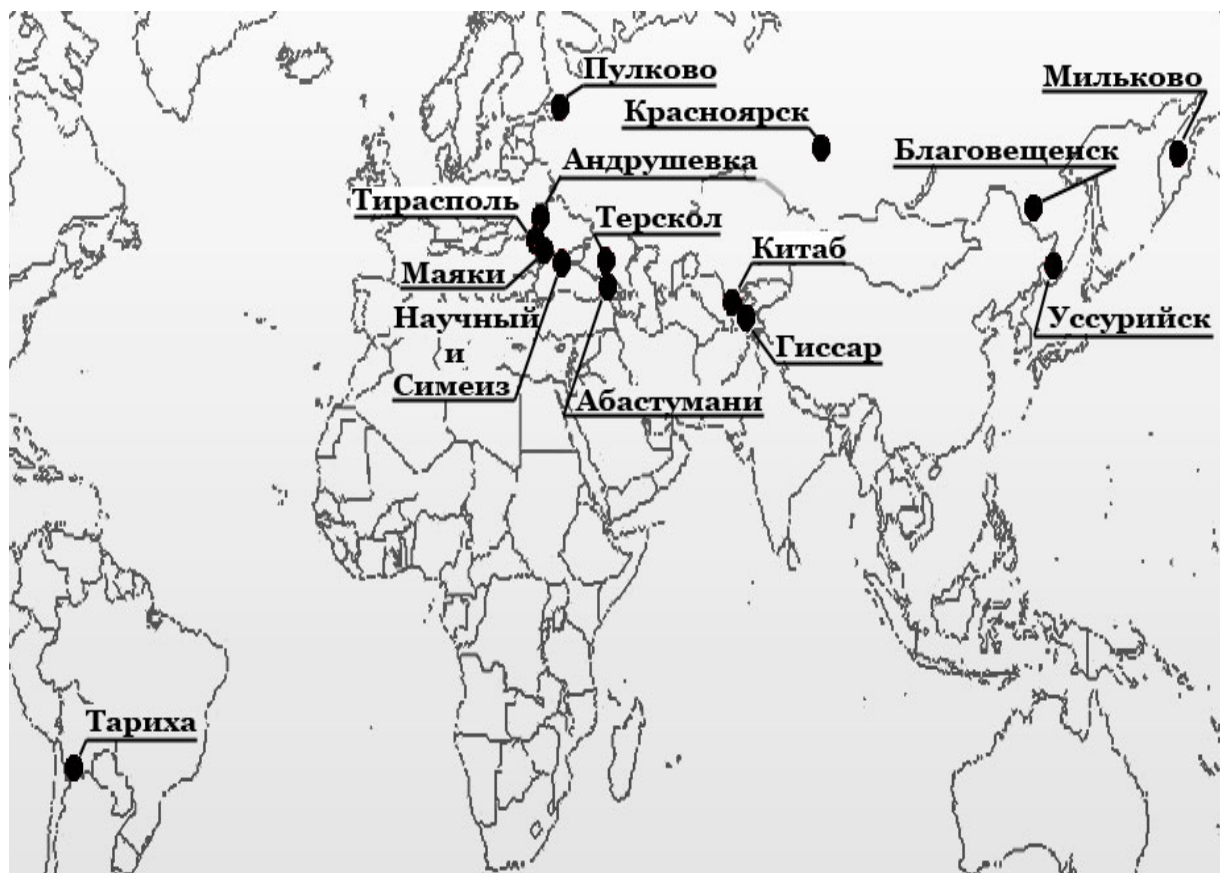 Пулково
Мильково
Красноярск
Благовещенск
Андрушевка
Тирасполь
Терскол
Китаб
Маяки
Научный
и
Симеиз
Уссурийск
Гиссар
Абастумани
Тариха